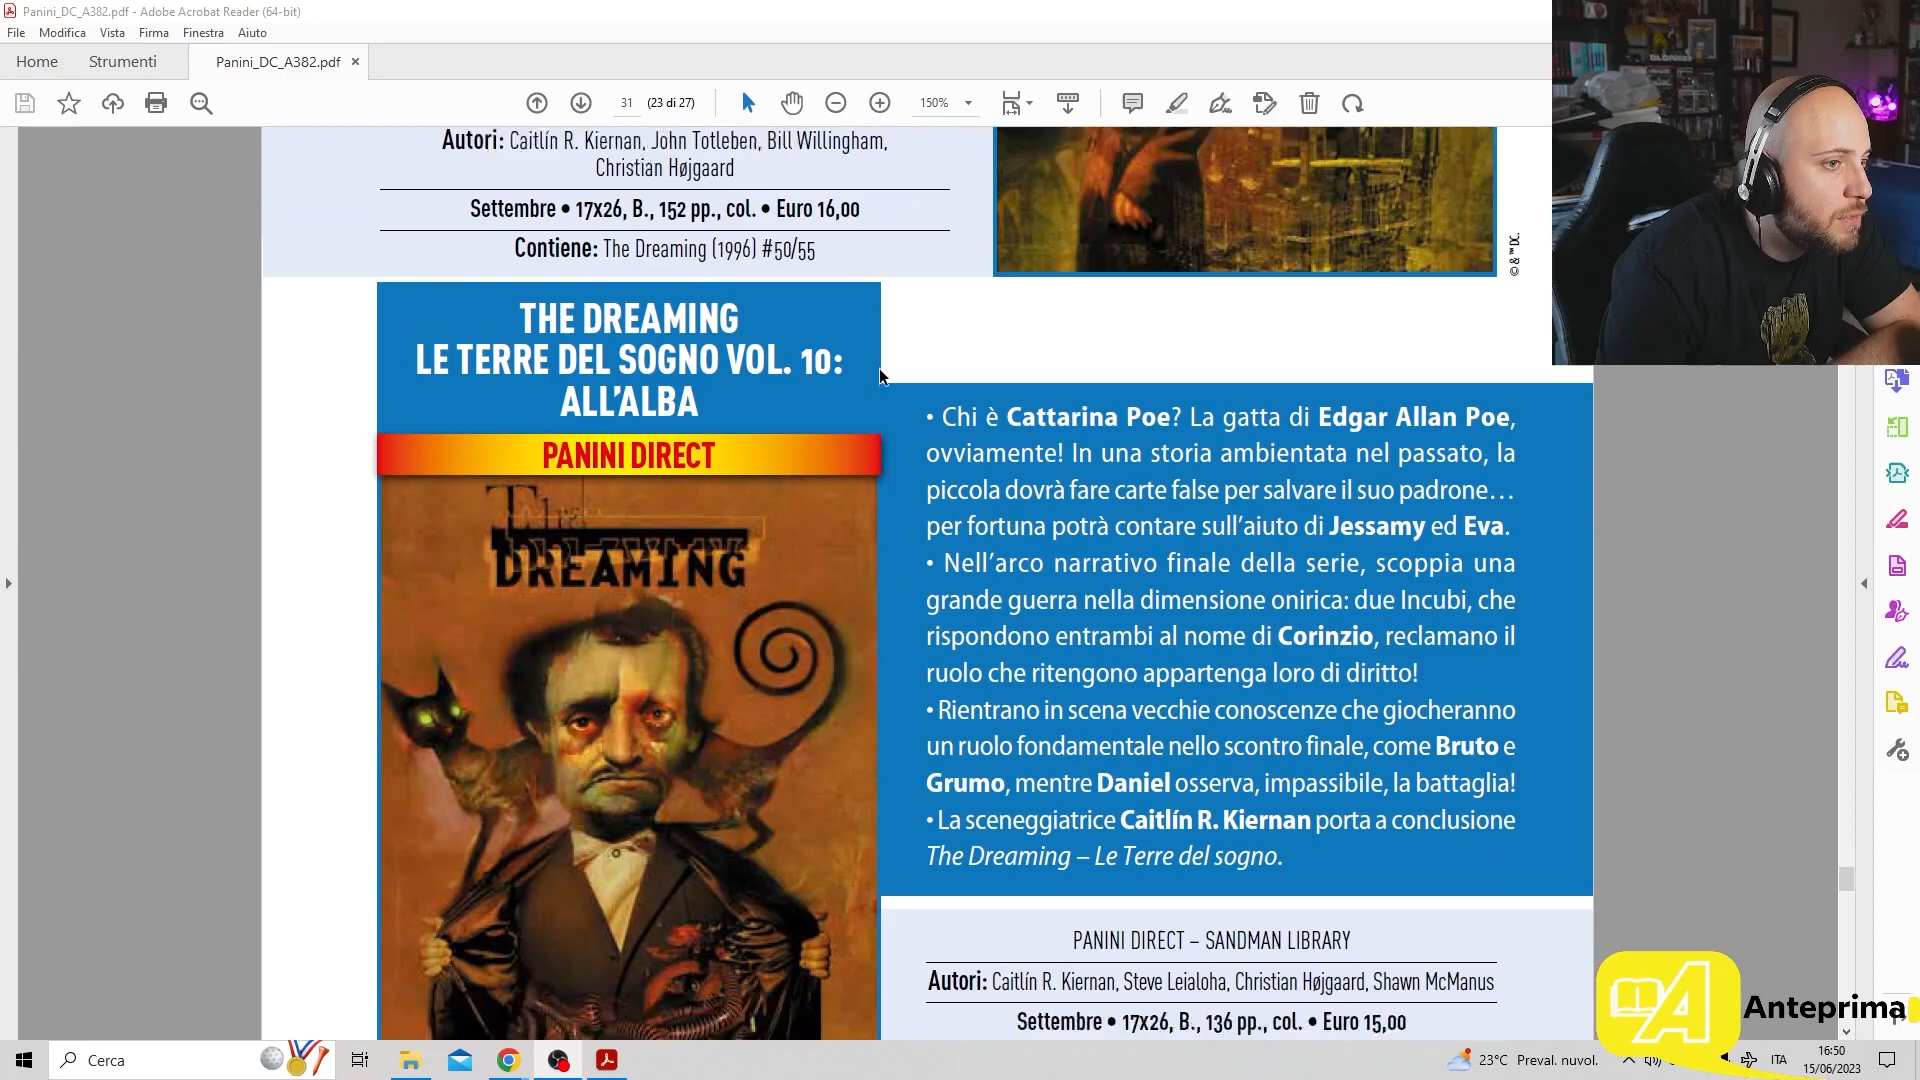 Panini_DC_A382.pdf - Adobe Acrobat Reader (64-bit)
File Modifica Vista Firma Finestra Aiuto
Home Strumenti Panini_DC_A382.pdf ×
31 (23 di 27) 150%
Autori: Caitlín R. Kiernan, John Totleben, Bill Willingham,
Christian Højgaard
Settembre • 17x26, B., 152 pp., col. • Euro 16,00
Contiene: The Dreaming (1996) #50/55
© & ™ DC.
THE DREAMING
LE TERRE DEL SOGNO VOL. 10:
ALL’ALBA
PANINI DIRECT
The
DREAMING
• Chi è Cattarina Poe? La gatta di Edgar Allan Poe,
ovviamente! In una storia ambientata nel passato, la
piccola dovrà fare carte false per salvare il suo padrone…
per fortuna potrà contare sull’aiuto di Jessamy ed Eva.
• Nell’arco narrativo finale della serie, scoppia una
grande guerra nella dimensione onirica: due Incubi, che
rispondono entrambi al nome di Corinzio, reclamano il
ruolo che ritengono appartenga loro di diritto!
• Rientrano in scena vecchie conoscenze che giocheranno
un ruolo fondamentale nello scontro finale, come Bruto e
Grumo, mentre Daniel osserva, impassibile, la battaglia!
• La sceneggiatrice Caitlín R. Kiernan porta a conclusione
The Dreaming – Le Terre del sogno.
PANINI DIRECT – SANDMAN LIBRARY
Autori: Caitlín R. Kiernan, Steve Leialoha, Christian Højgaard, Shawn McManus
Settembre • 17x26, B., 136 pp., col. • Euro 15,00
A Anteprima
Cerca
23°C Preval. nuvol.
ITA
16:50
15/06/2023